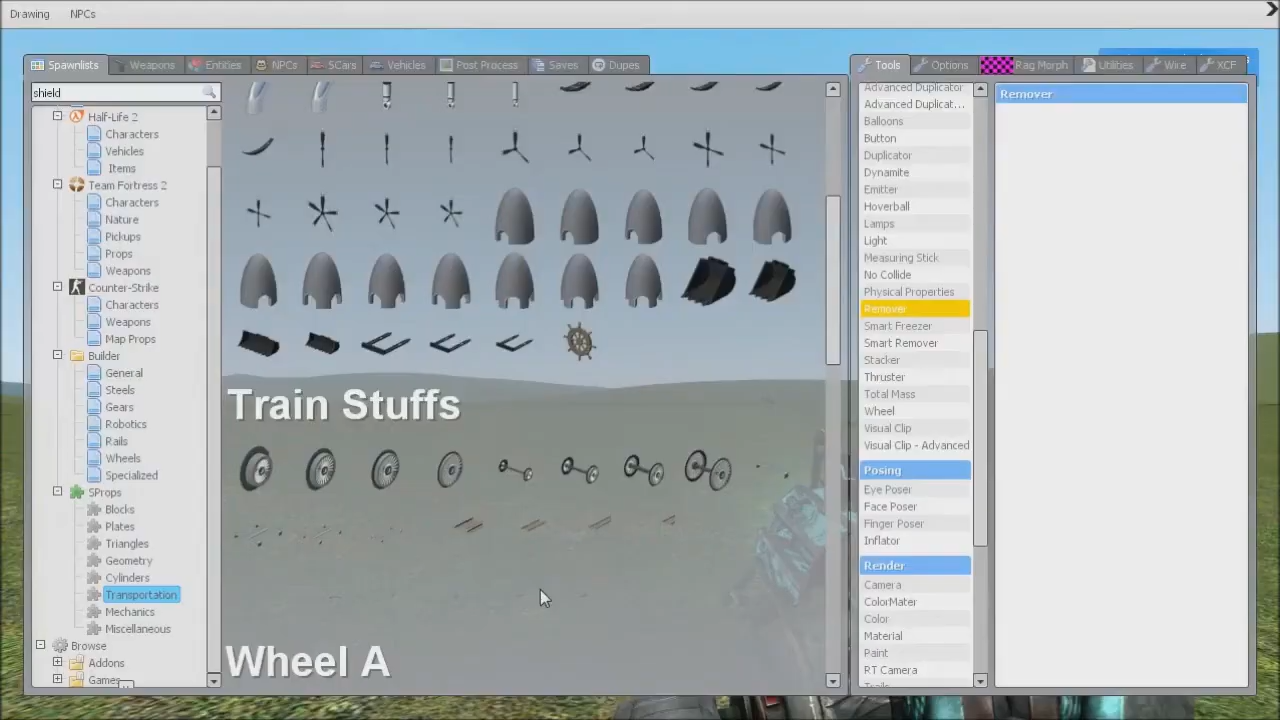 Drawing NPCs
Spawnlists Weapons Entities NPCs SCars Vehicles Post Process Saves Dupes
shield
Half-Life 2
Characters
Vehicles
Items
Team Fortress 2
Characters
Nature
Pickups
Props
Weapons
Counter-Strike
Characters
Weapons
Map Props
Builder
General
Steels
Gears
Robotics
Rails
Wheels
Specialized
SProps
Blocks
Plates
Triangles
Geometry
Cylinders
Transportation
Mechanics
Miscellaneous
Browse
Addons
Games
Train Stuffs
Wheel A
Tools Options Rag Morph Utilities Wire XCF
Advanced Duplicator
Advanced Duplicat...
Balloons
Button
Duplicator
Dynamite
Emitter
Hoverball
Lamps
Light
Measuring Stick
No Collide
Physical Properties
Remover
Smart Freezer
Smart Remover
Stacker
Thruster
Total Mass
Wheel
Visual Clip
Visual Clip - Advanced
Posing
Eye Poser
Face Poser
Finger Poser
Inflator
Render
Camera
ColorMater
Color
Material
Paint
RT Camera
Trails
Remover